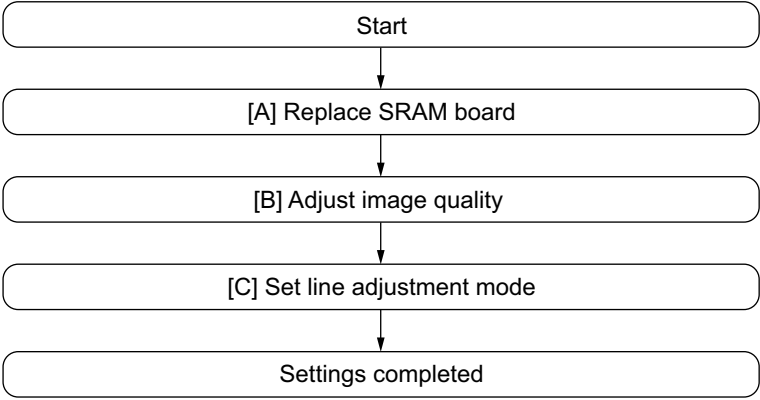 Start
[A] Replace SRAM board
[B] Adjust image quality
[C] Set line adjustment mode
Settings completed